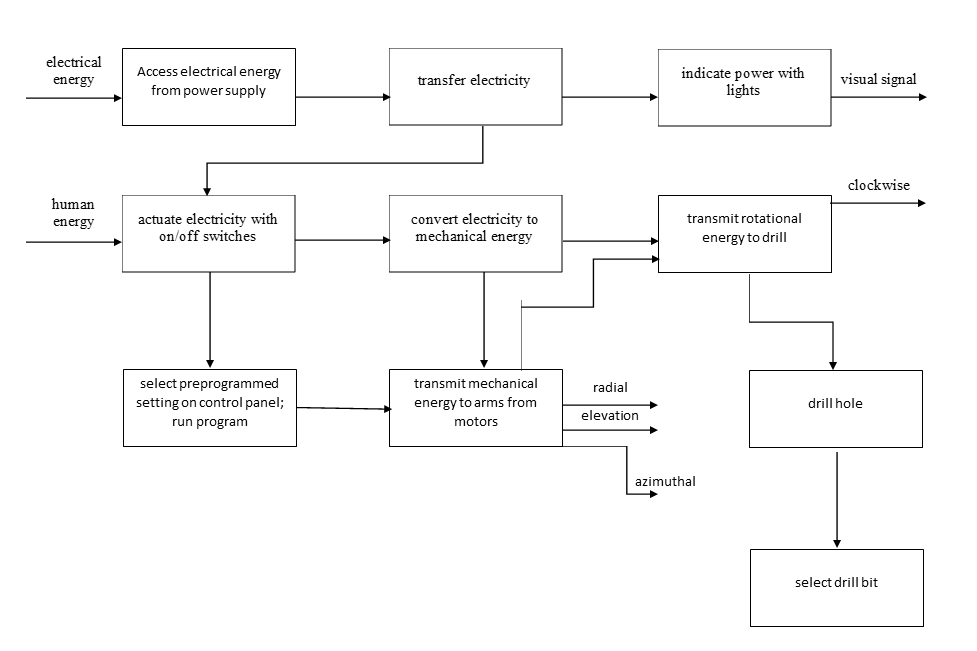 electrical
energy
Access electrical energy
from power supply
transfer electricity
indicate power with
lights
visual signal
human
energy
actuate electricity with
on/off switches
convert electricity to
mechanical energy
transmit rotational
energy to drill
clockwise
select preprogrammed
setting on control panel;
run program
transmit mechanical
energy to arms from
motors
radial
elevation
azimuthal
drill hole
select drill bit